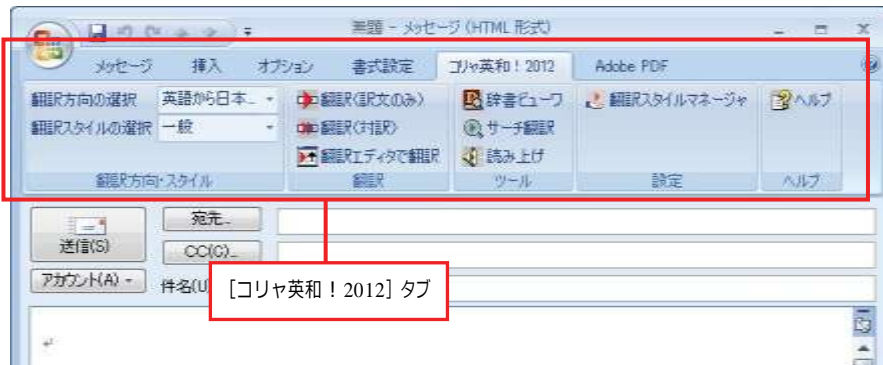 無題 - メッセージ (HTML 形式)
メッセージ 挿入 オプション 書式設定 コリャ英和！2012 Adobe PDF
翻訳方向の選択 英語から日本...
翻訳スタイルの選択 一般
翻訳方向・スタイル
翻訳(訳文のみ)
翻訳(対訳)
翻訳エディタで翻訳
翻訳
辞書ビューワ
サーチ翻訳
読み上げ
ツール
翻訳スタイルマネージャ
設定
ヘルプ
ヘルプ
送信(S)
宛先...
CC(C)...
アカウント(A)
件名(U)
［コリャ英和！2012］タブ